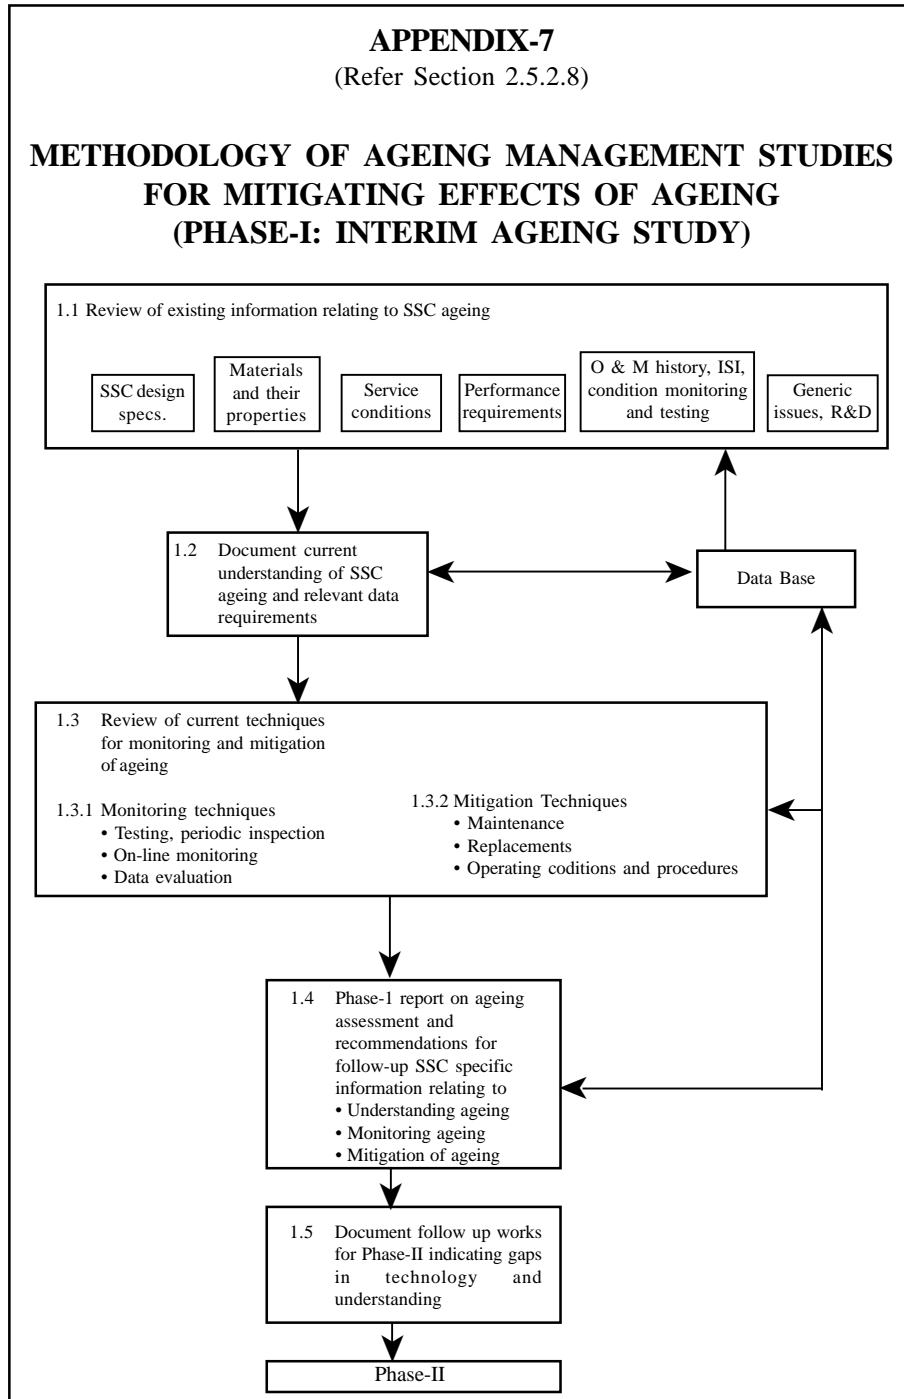 APPENDIX-7
(Refer Section 2.5.2.8)
METHODOLOGY OF AGEING MANAGEMENT STUDIES
FOR MITIGATING EFFECTS OF AGEING
(PHASE-I: INTERIM AGEING STUDY)
1.1 Review of existing information relating to SSC ageing
SSC design
specs.
Materials
and their
properties
Service
conditions
Performance
requirements
O & M history, ISI,
condition monitoring
and testing
Generic
issues, R&D
1.2 Document current
understanding of SSC
ageing and relevant data
requirements
Data Base
1.3 Review of current techniques
for monitoring and mitigation
of ageing
1.3.1 Monitoring techniques
• Testing, periodic inspection
• On-line monitoring
• Data evaluation
1.3.2 Mitigation Techniques
• Maintenance
• Replacements
• Operating coditions and procedures
1.4 Phase-1 report on ageing
assessment and
recommendations for
follow-up SSC specific
information relating to
• Understanding ageing
• Monitoring ageing
• Mitigation of ageing
1.5 Document follow up works
for Phase-II indicating gaps
in technology and
understanding
Phase-II